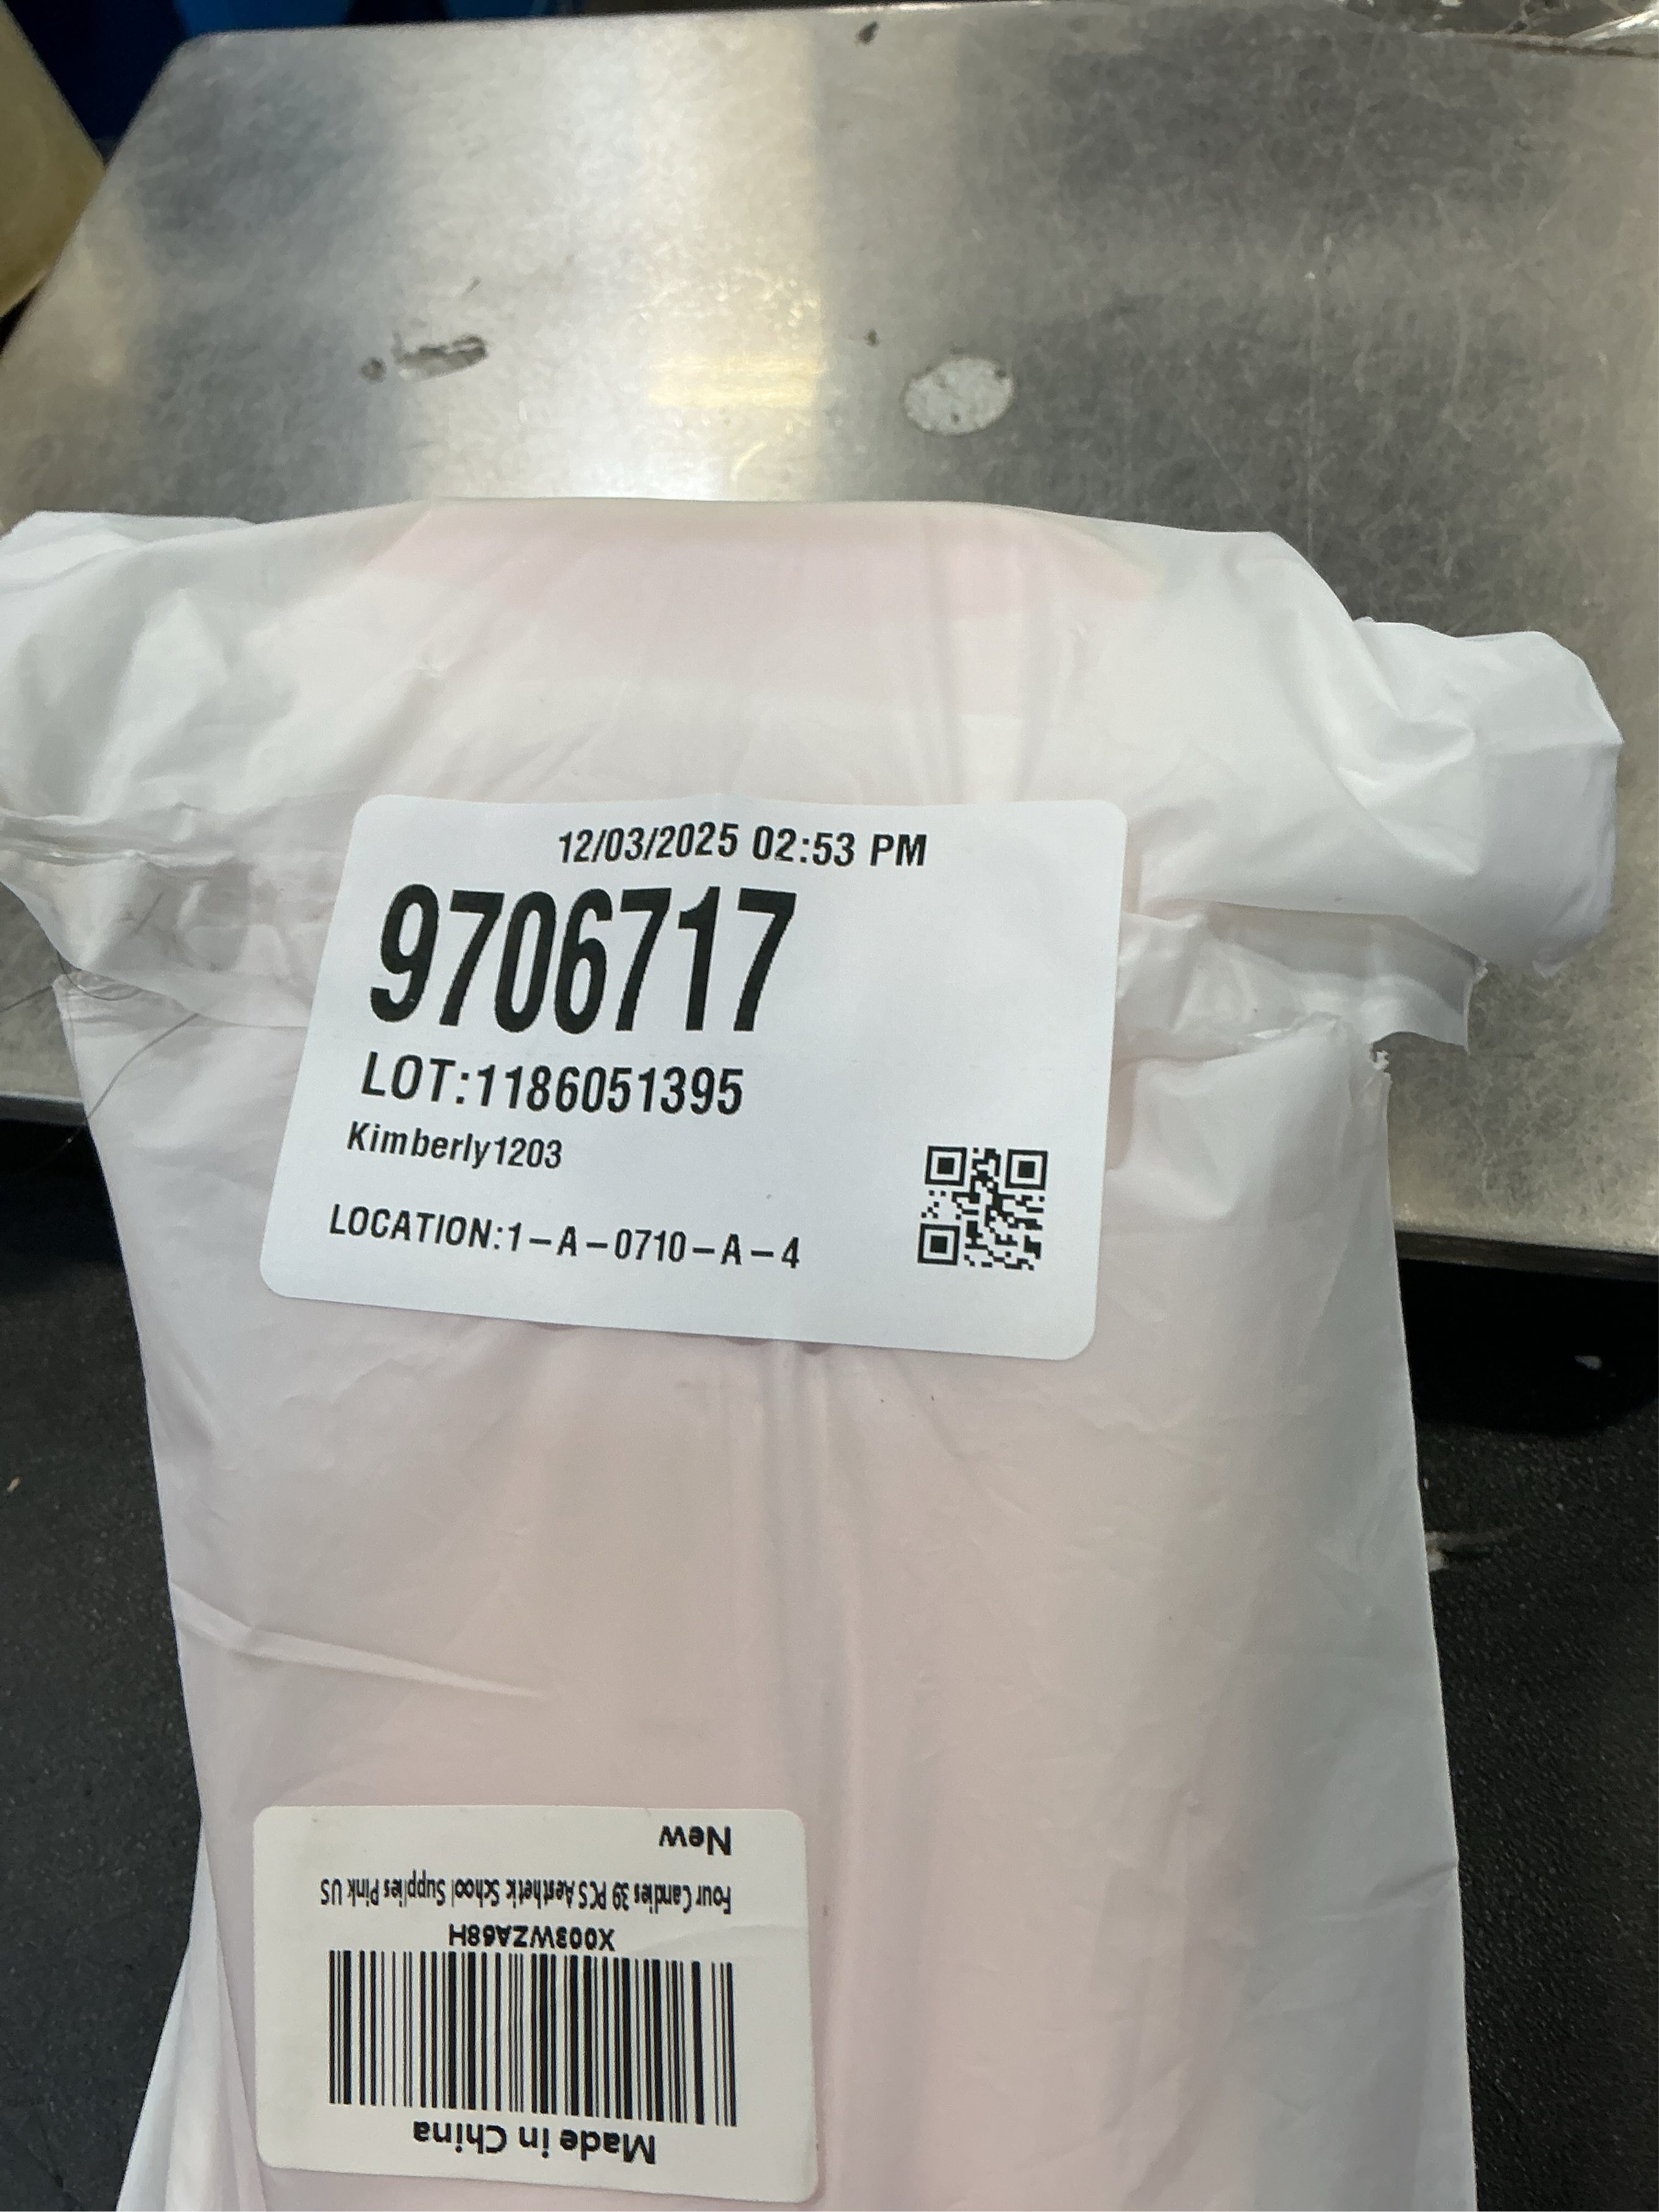 12/03/2025 02:53 PM
9706717
LOT:1186051395
Kimberly1203
LOCATION:1-A-0710-A-4
New
Four Candies 39 PCS Aesthetic School Supplies Pink US
X003WZA68H
Made in China